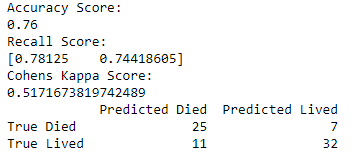 Accuracy Score:
0.76
Recall Score:
[0.78125    0.74418605]
Cohens Kappa Score:
0.5171673819742489
            Predicted Died  Predicted Lived
True Died               25                7
True Lived              11               32